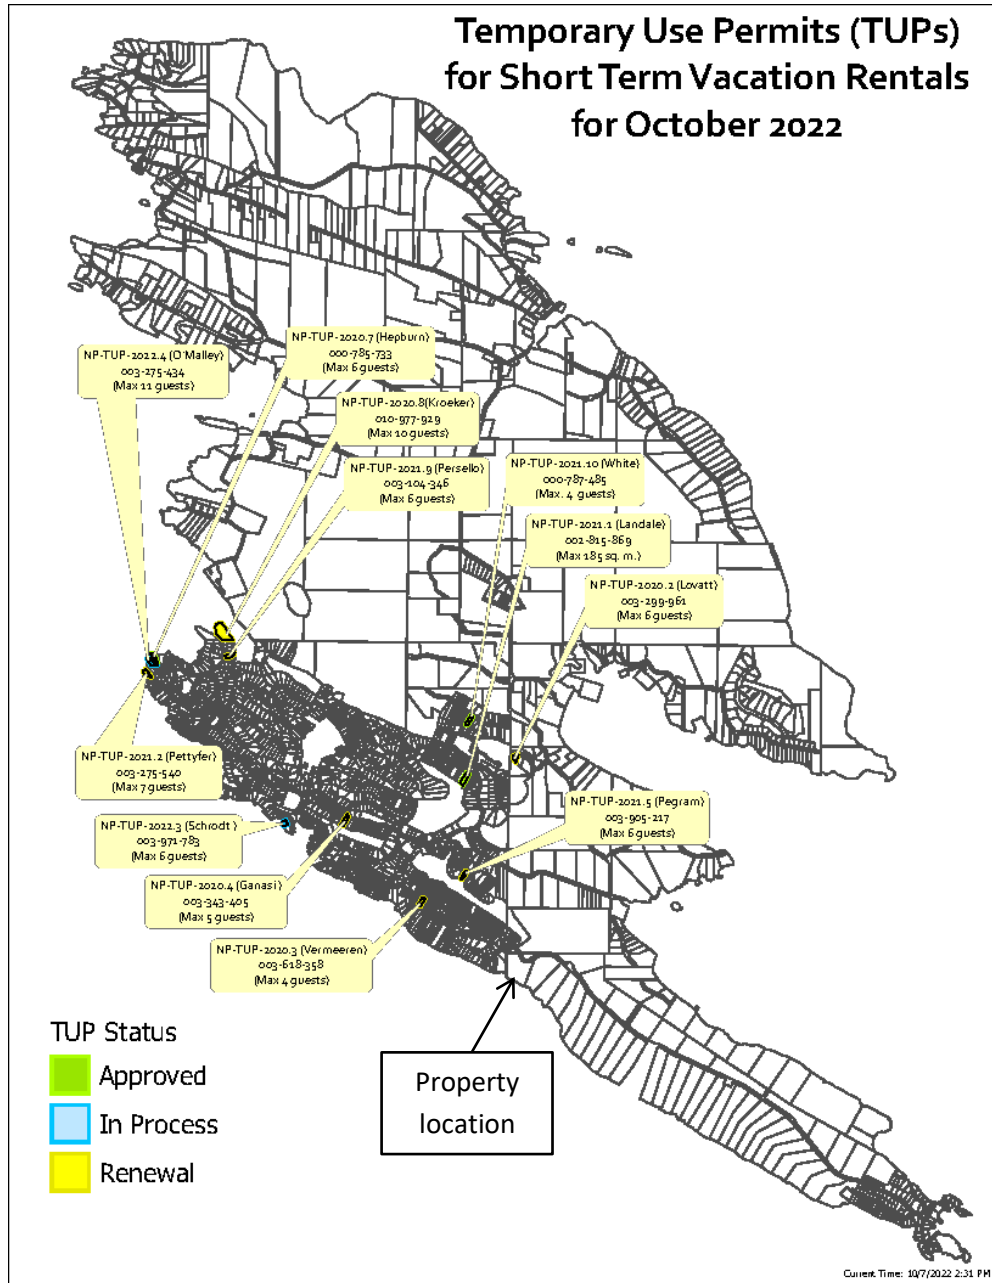 Temporary Use Permits (TUPs)
for Short Term Vacation Rentals
for October 2022
NP-TUP-2022.4 (O'Malley)
003-275-434
(Max 11 guests)
NP-TUP-2020.7 (Hepburn)
000-785-733
(Max 6 guests)
NP-TUP-2020.8(Kroeker)
010-977-929
(Max 10 guests)
NP-TUP-2021.9 (Persello)
003-104-346
(Max 6 guests)
NP-TUP-2021.10 (White)
000-787-485
(Max. 4 guests)
NP-TUP-2021.1 (Landale)
002-815-869
(Max 185 sq. m.)
NP-TUP-2020.2 (Lovatt)
003-299-961
(Max 6 guests)
NP-TUP-2021.2 (Pettyfer)
003-275-540
(Max 7 guests)
NP-TUP-2022.3 (Schrodt )
003-971-783
(Max 6 guests)
NP-TUP-2021.5 (Pegram)
003-905-217
(Max 6 guests)
NP-TUP-2020.4 (Ganasi)
003-343-405
(Max 5 guests)
NP-TUP-2020.3 (Vermeeren)
003-618-358
(Max 4 guests)
TUP Status
Approved
In Process
Renewal
Property
location
Current Time: 10/7/2022 2:31 PM